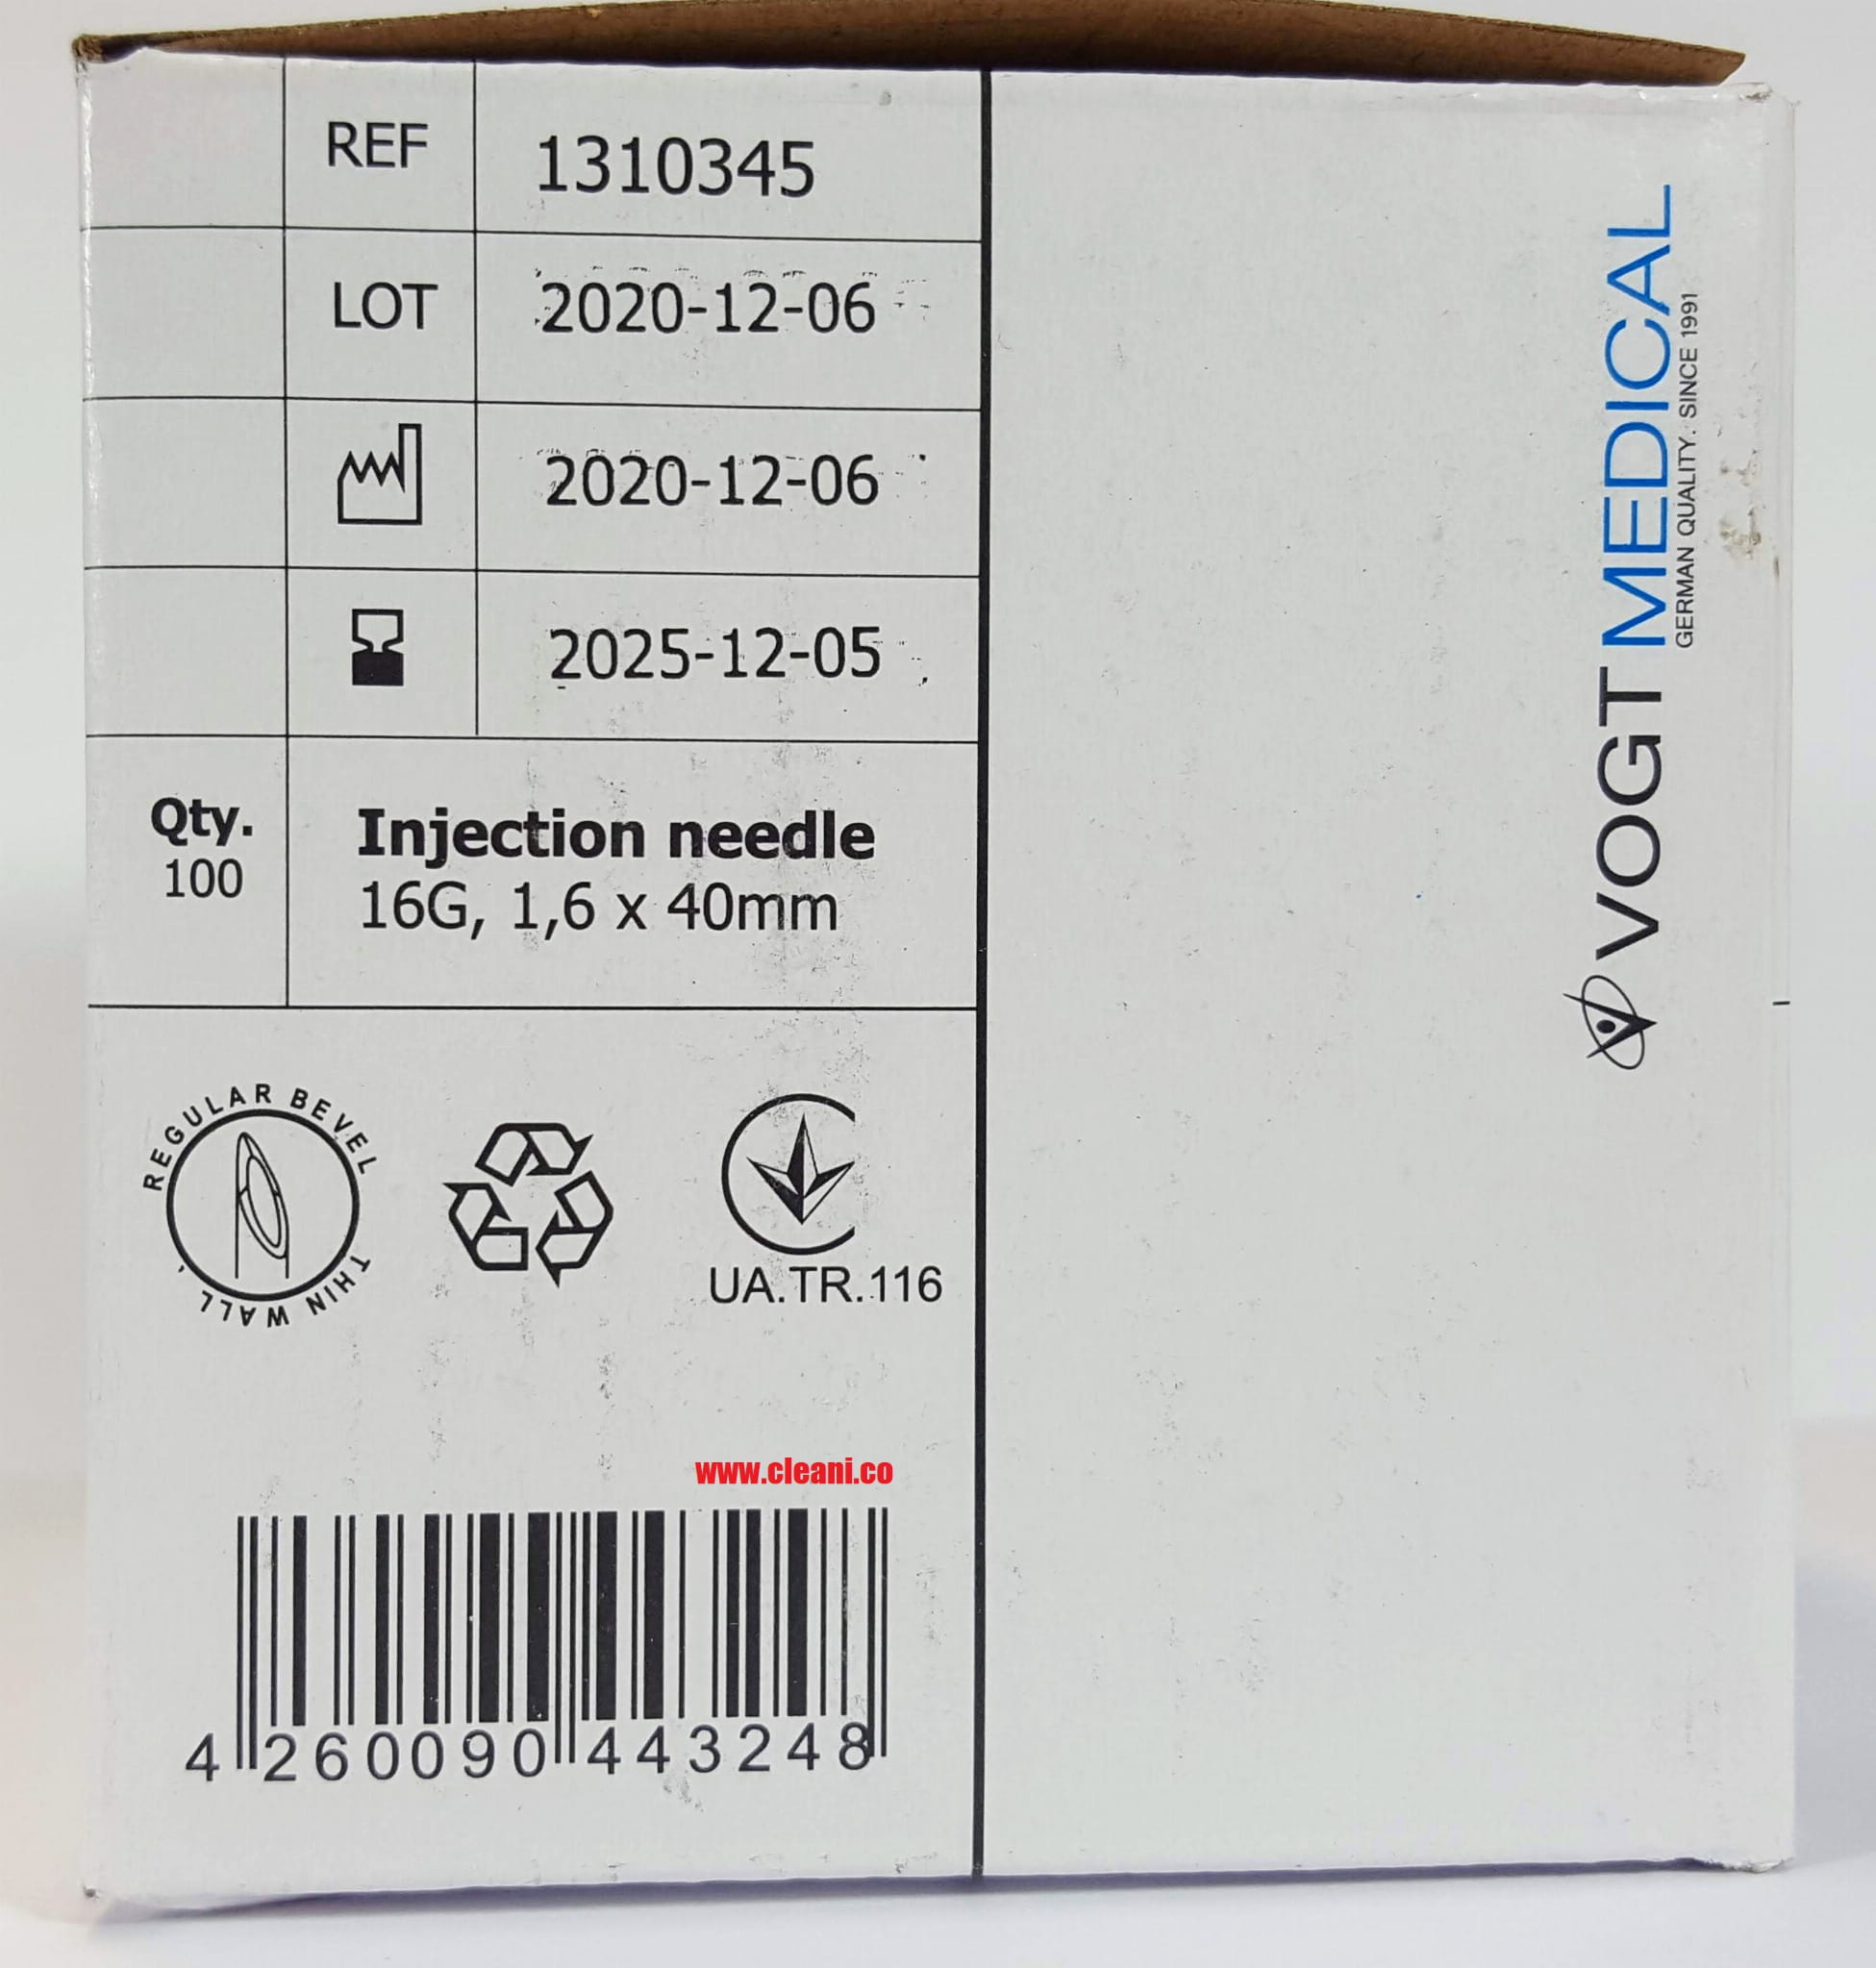 REF 1310345
LOT 2020-12-06
2020-12-06
2025-12-05
Qty.
100
Injection needle
16G, 1,6 x 40mm
REGULAR BEVEL
THIN WALL
UA.TR.116
www.cleani.co
4 260090 443248
VOGT MEDICAL
GERMAN QUALITY. SINCE 1991